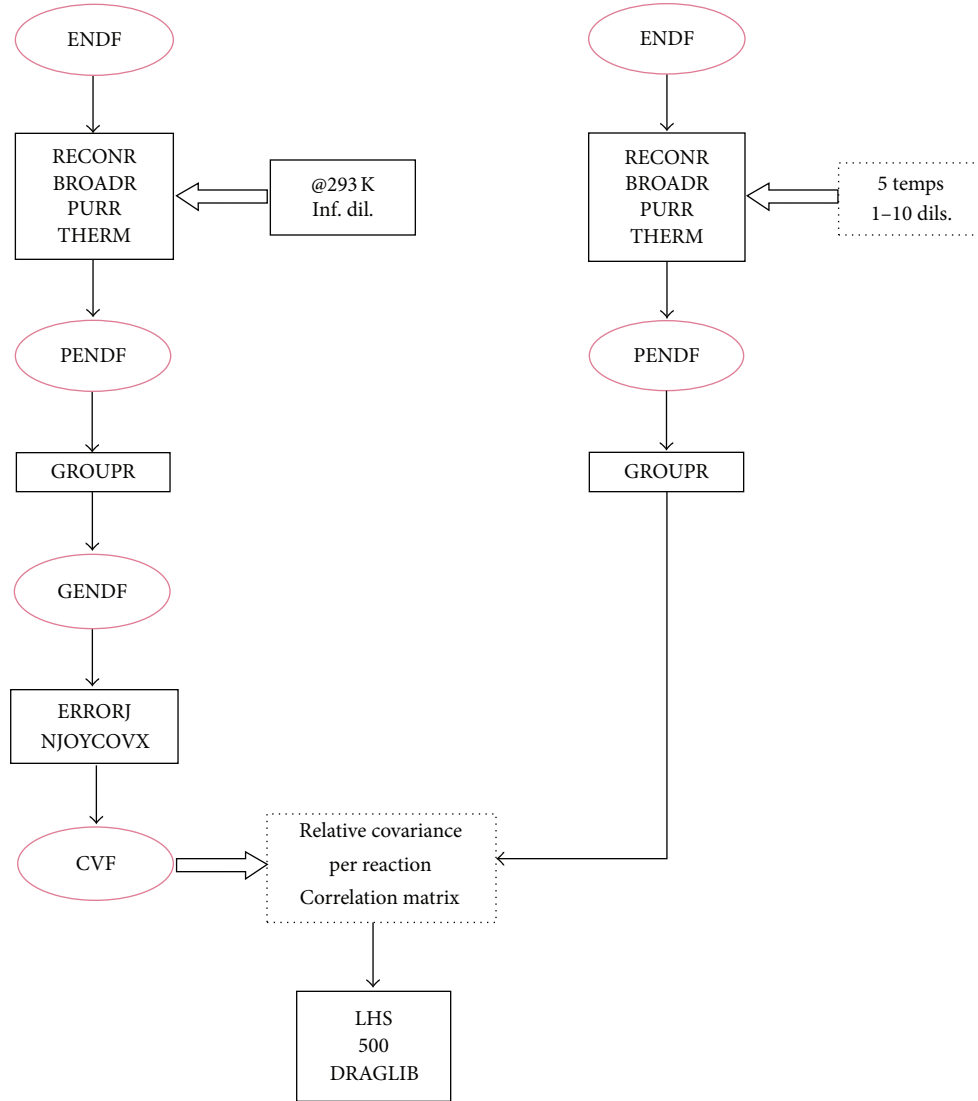 ENDF
RECONR
BROADR
PURR
THERM
@293 K
Inf. dil.
PENDF
GROUPR
GENDF
ERRORJ
NJOYCOVX
CVF
ENDF
RECONR
BROADR
PURR
THERM
5 temps
1–10 dils.
PENDF
GROUPR
Relative covariance
per reaction
Correlation matrix
LHS
500
DRAGLIB